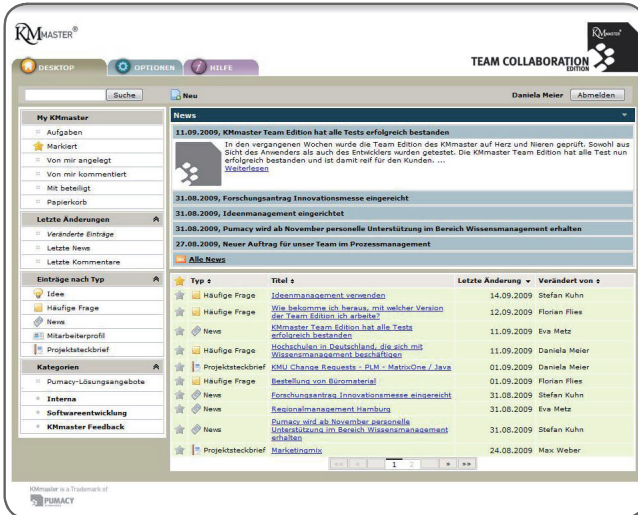 KMMASTER®
DESKTOP
OPTIONEN
HILFE
KMMASTER®
TEAM COLLABORATION
EDITION
Suche
Neu
Daniela Meier
Abmelden
My KMmaster
Aufgaben
Markiert
Von mir angelegt
Von mir kommentiert
Mit beteiligt
Papierkorb
Letzte Änderungen
Veränderte Einträge
Letzte News
Letzte Kommentare
Einträge nach Typ
Idee
Häufige Frage
News
Mitarbeiterprofil
Projektsteckbrief
Kategorien
Pumacy-Lösungsangebote
Interna
Softwareentwicklung
KMmaster Feedback
News
11.09.2009, KMmaster Team Edition hat alle Tests erfolgreich bestanden
In den vergangenen Wochen wurde die Team Edition des KMmaster auf Herz und Nieren geprüft. Sowohl aus
Sicht des Anwenders als auch des Entwicklers wurden getestet. Die KMmaster Team Edition hat alle Test nun
erfolgreich bestanden und ist damit reif für den Kunden. ...
Weiterlesen
31.08.2009, Forschungsantrag Innovationsmesse eingereicht
31.08.2009, Ideenmanagement eingerichtet
31.08.2009, Pumacy wird ab November personelle Unterstützung im Bereich Wissensmanagement erhalten
27.08.2009, Neuer Auftrag für unser Team im Prozessmanagement
Alle News
Typ Titel Letzte Änderung Verändert von
Häufige Frage Ideenmanagement verwenden 14.09.2009 Stefan Kuhn
Häufige Frage Wie bekomme ich heraus, mit welcher Version 12.09.2009 Florian Flies
der Team Edition ich arbeite?
News KMmaster Team Edition hat alle Tests 11.09.2009 Eva Metz
erfolgreich bestanden
Häufige Frage Hochschulen in Deutschland, die sich mit 11.09.2009 Daniela Meier
Wissensmanagement beschäftigen
Projektsteckbrief KMU Change Requests - PLM - MatrixOne / Java 01.09.2009 Daniela Meier
Häufige Frage Bestellung von Büromaterial 01.09.2009 Florian Flies
News Forschungsantrag Innovationsmesse eingereicht 31.08.2009 Stefan Kuhn
News Regionalmanagement Hamburg 31.08.2009 Eva Metz
Pumacy wird ab November personelle
News Unterstützung im Bereich Wissensmanagement 31.08.2009 Stefan Kuhn
erhalten
Projektsteckbrief Marketingmix 24.08.2009 Max Weber
1 2
KMmaster is a Trademark of
PUMACY